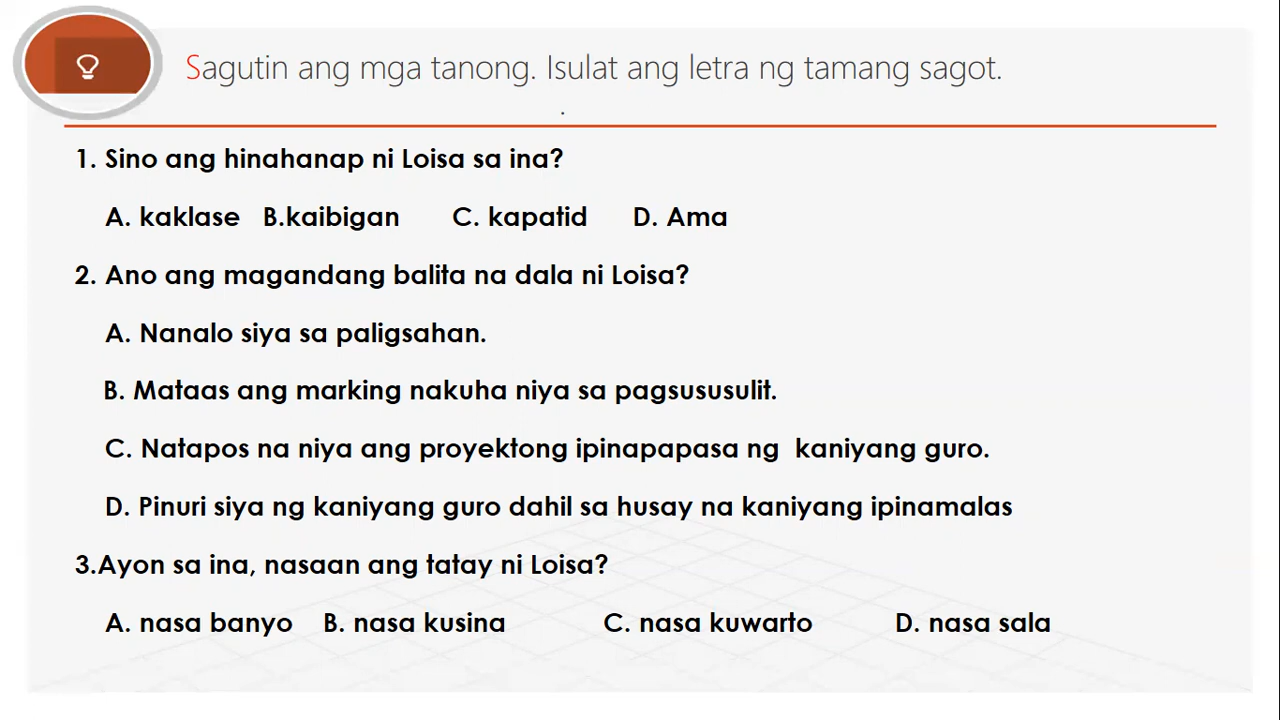 Sagutin ang mga tanong. Isulat ang letra ng tamang sagot.
.
1. Sino ang hinahanap ni Loisa sa ina?
A. kaklase B.kaibigan C. kapatid D. Ama
2. Ano ang magandang balita na dala ni Loisa?
A. Nanalo siya sa paligsahan.
B. Mataas ang marking nakuha niya sa pagsususulit.
C. Natapos na niya ang proyektong ipinapapasa ng kaniyang guro.
D. Pinuri siya ng kaniyang guro dahil sa husay na kaniyang ipinamalas
3.Ayon sa ina, nasaan ang tatay ni Loisa?
A. nasa banyo B. nasa kusina C. nasa kuwarto D. nasa sala